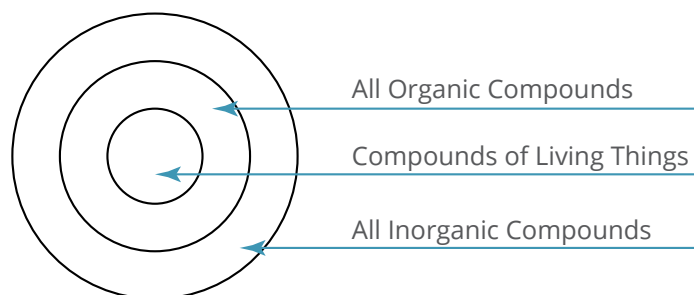 All Organic Compounds
Compounds of Living Things
All Inorganic Compounds